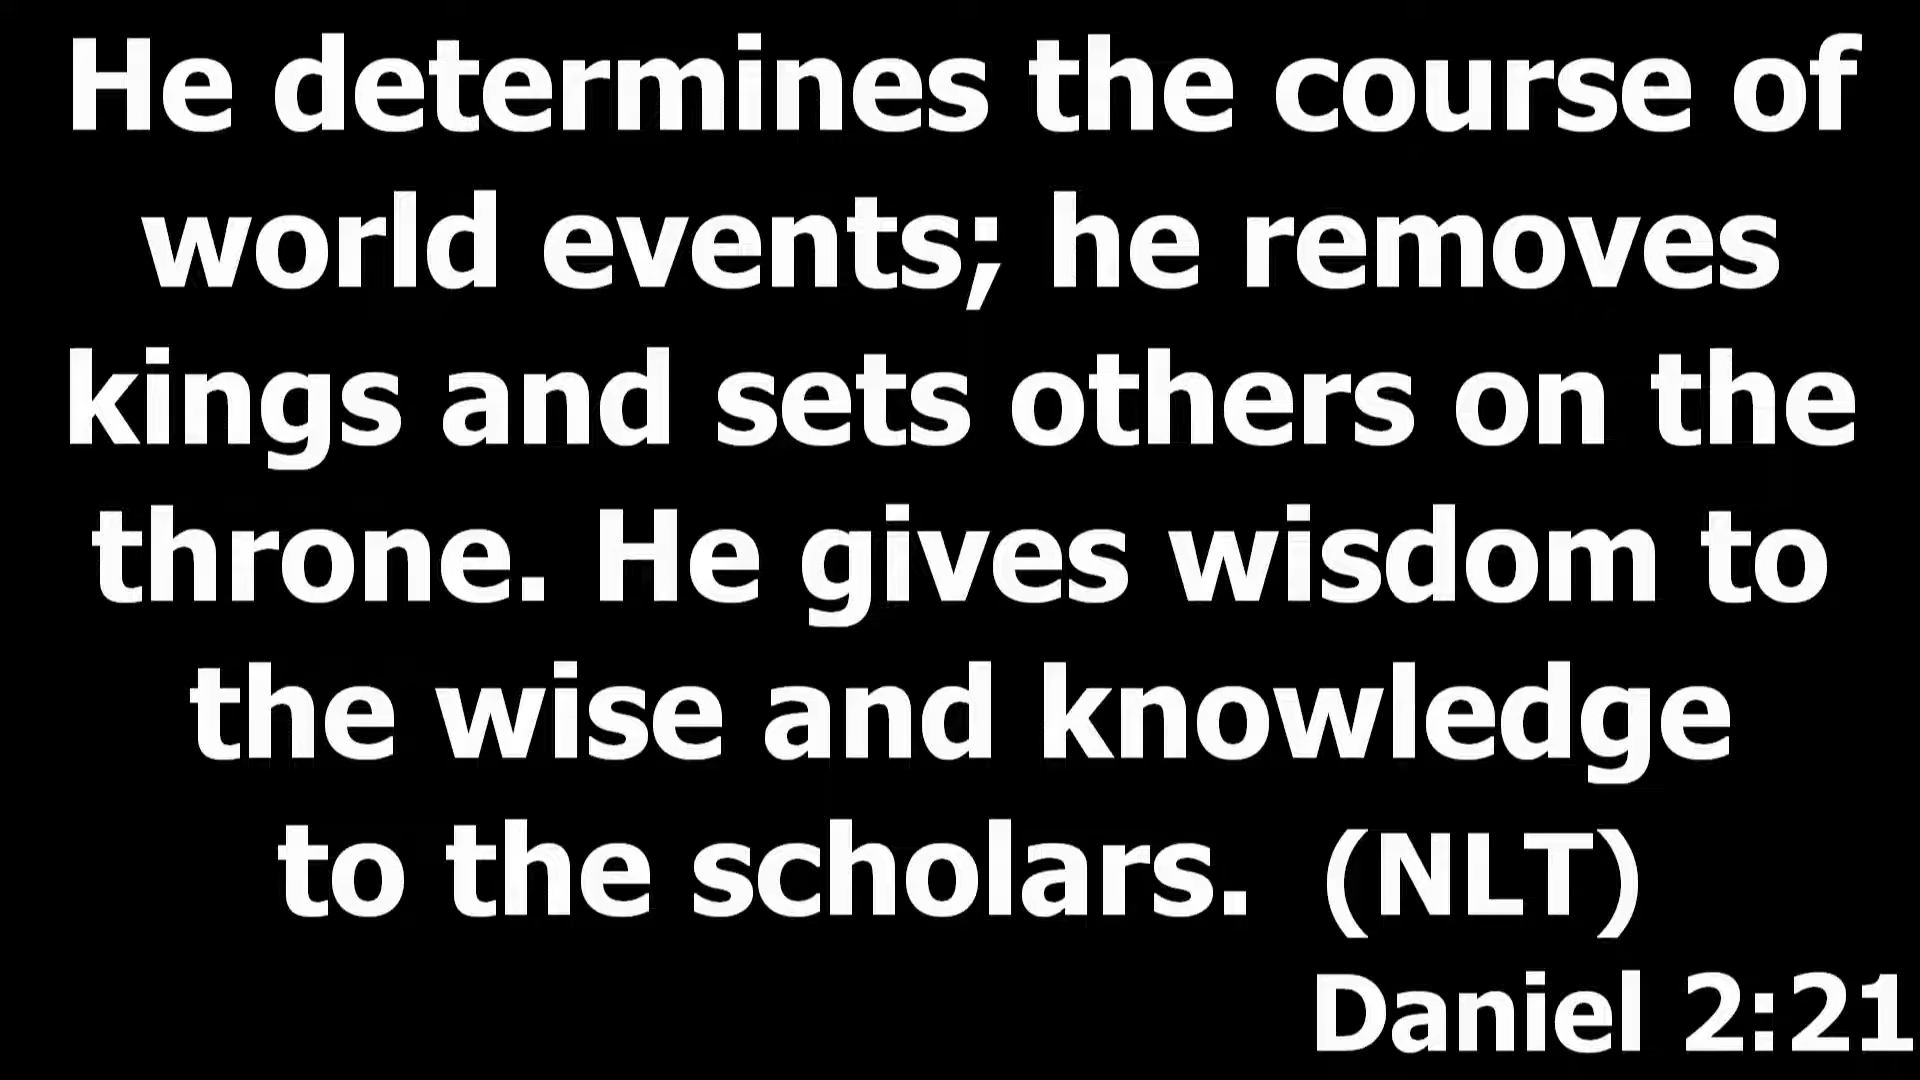 He determines the course of
world events; he removes
kings and sets others on the
throne. He gives wisdom to
the wise and knowledge
to the scholars. (NLT)
Daniel 2:21